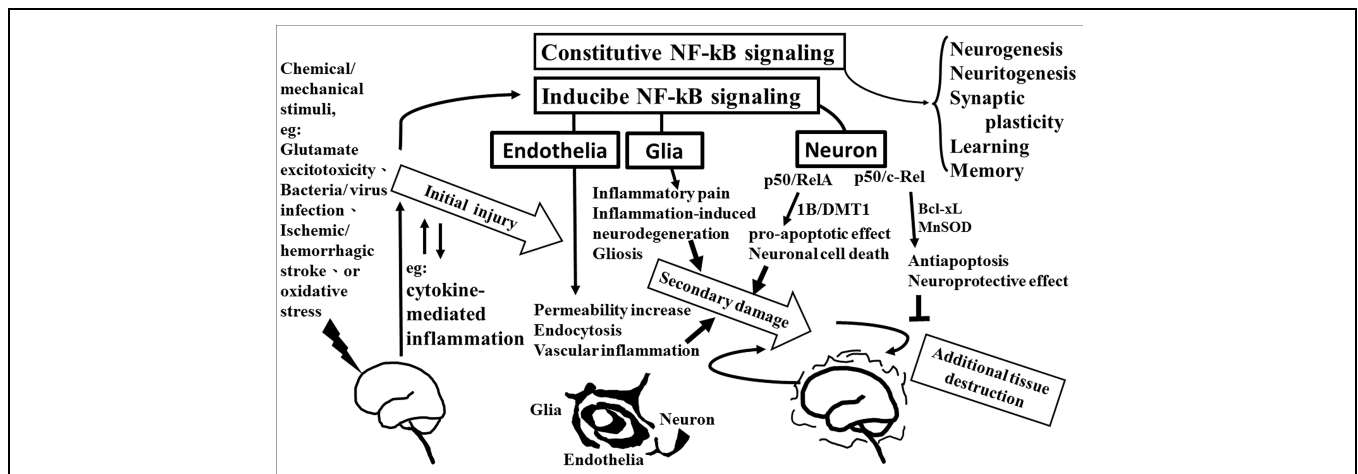 Constitutive NF-kB signaling
Inducibe NF-kB signaling
Chemical/
mechanical
stimuli,
eg:
Glutamate
excitotoxicity、
Bacteria/virus
infection、
Ischemic/
hemorrhagic
stroke、or
oxidative
stress
Initial injury
eg:
cytokine-
mediated
inflammation
Endothelia
Glia
Neuron
Neurogenesis
Neuritogenesis
Synaptic
plasticity
Learning
Memory
Inflammatory pain
Inflammation-induced
neurodegeneration
Gliosis
p50/RelA
p50/c-Rel
1B/DMT1
pro-apoptotic effect
Neuronal cell death
Bcl-xL
MnSOD
Antiapoptosis
Neuroprotective effect
Secondary damage
Permeability increase
Endocytosis
Vascular inflammation
Additional tissue
destruction
Glia
Neuron
Endothelia